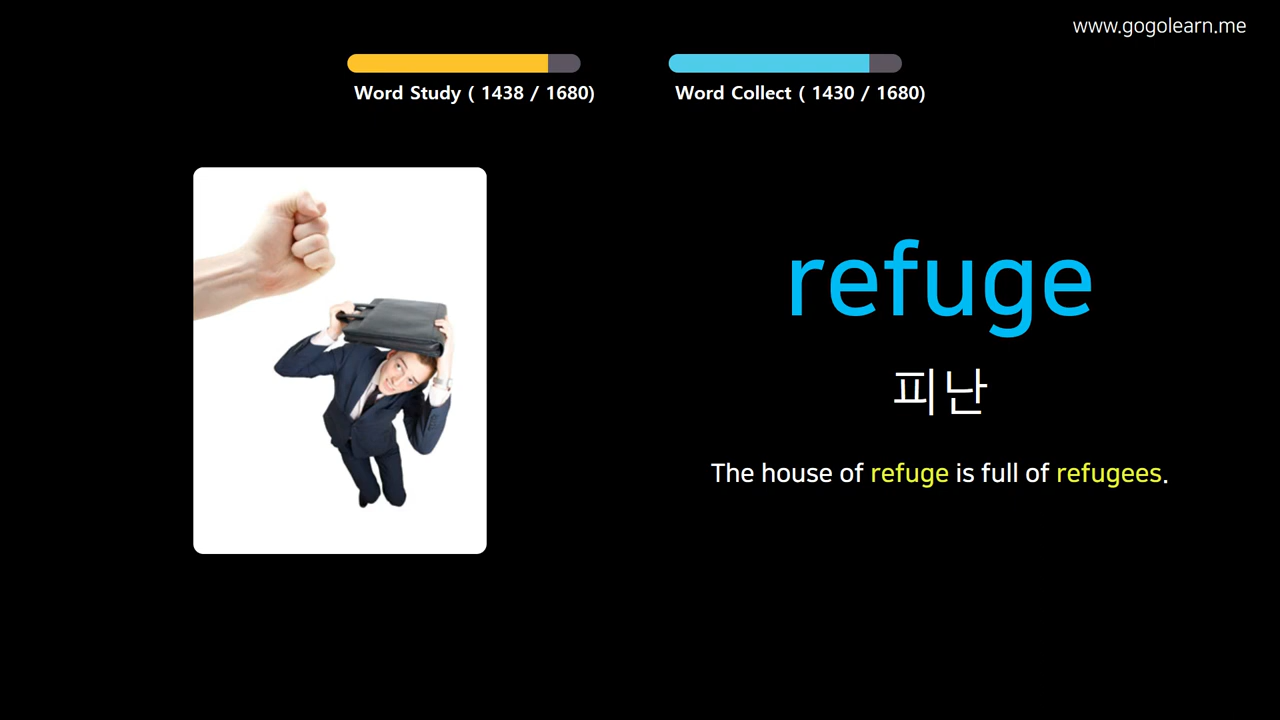 www.gogolearn.me
Word Study ( 1438 / 1680)
Word Collect ( 1430 / 1680)
refuge
피난
The house of refuge is full of refugees.